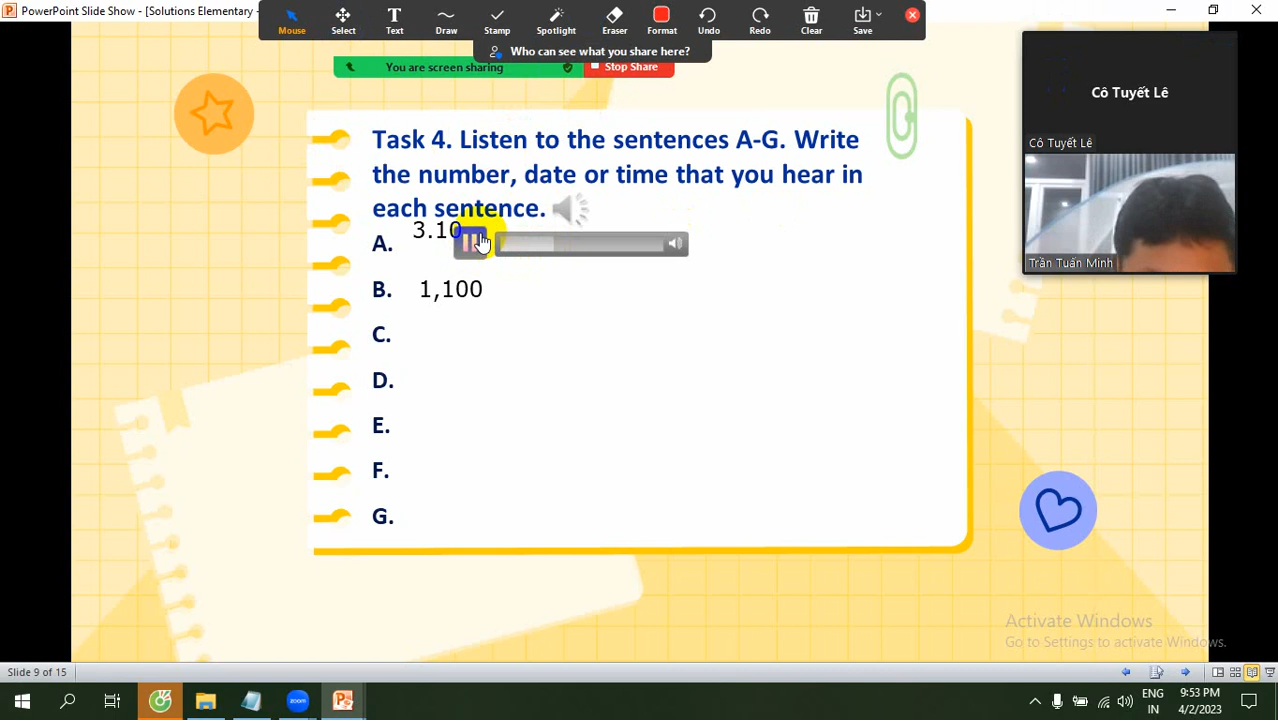 PowerPoint Slide Show - [Solutions Elementary -
Mouse
Select
Text
Draw
Stamp
Spotlight
Eraser
Format
Undo
Redo
Clear
Save
Who can see what you share here?
You are screen sharing
Stop Share
Cô Tuyết Lê
Cô Tuyết Lê
Trần Tuấn Minh
Task 4. Listen to the sentences A-G. Write
the number, date or time that you hear in
each sentence.
A. 3.10
B. 1,100
C.
D.
E.
F.
G.
Activate Windows
Go to Settings to activate Windows.
Slide 9 of 15
zoom
ENG
IN
9:53 PM
4/2/2023